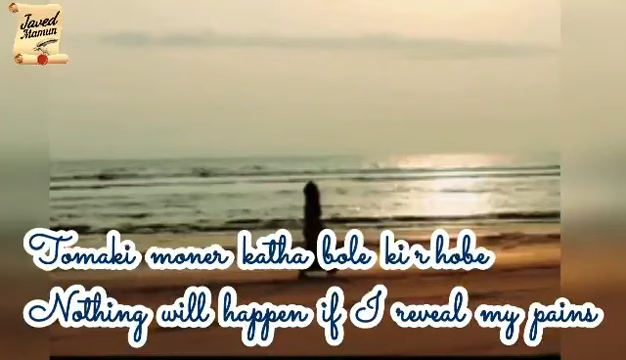 Javed
Mamun
Tomaki moner katha bole ki'r hobe
Nothing will happen if I reveal my pains